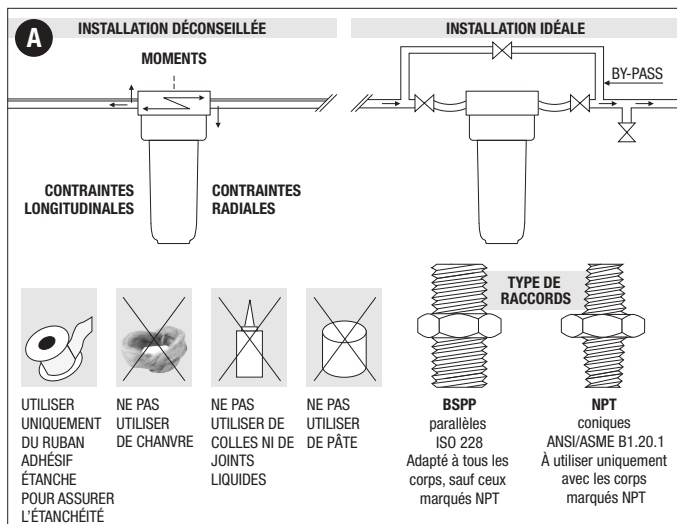 A
INSTALLATION DÉCONSEILLÉE
MOMENTS
CONTRAINTES
LONGITUDINALES
CONTRAINTES
RADIALES
INSTALLATION IDÉALE
BY-PASS
UTILISER
UNIQUEMENT
DU RUBAN
ADHÉSIF
ÉTANCHE
POUR ASSURER
L'ÉTANCHÉITÉ
NE PAS
UTILISER
DE CHANVRE
NE PAS
UTILISER DE
COLLES NI DE
JOINTS
LIQUIDES
NE PAS
UTILISER
DE PÂTE
TYPE DE
RACCORDS
BSPP
parallèles
ISO 228
Adapté à tous les
corps, sauf ceux
marqués NPT
NPT
coniques
ANSI/ASME B1.20.1
À utiliser uniquement
avec les corps
marqués NPT